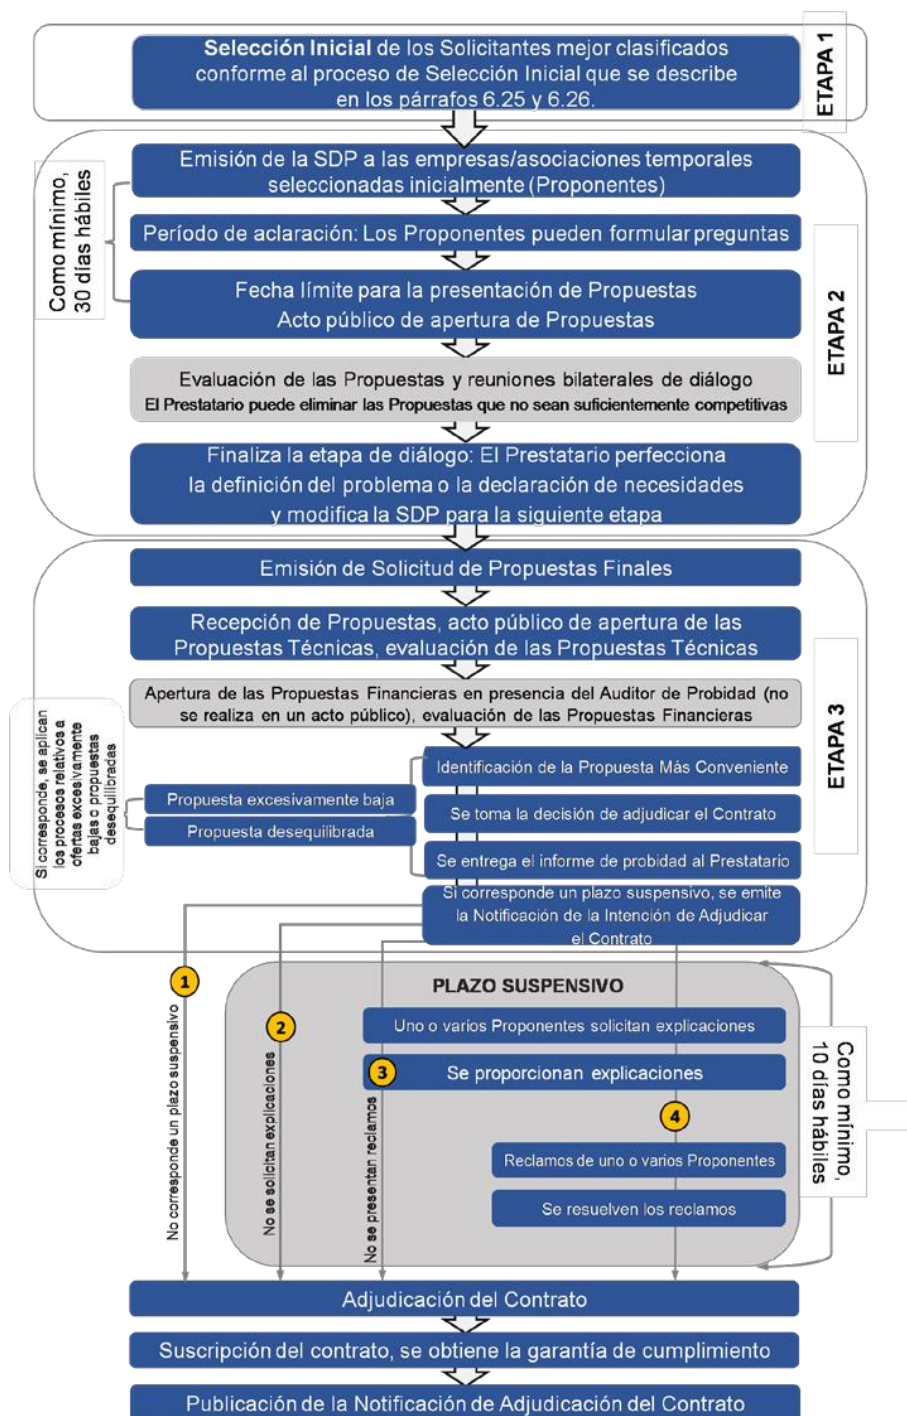 Selección Inicial de los Solicitantes mejor clasificados
conforme al proceso de Selección Inicial que se describe
en los párrafos 6.25 y 6.26.
ETAPA 1
Emisión de la SDP a las empresas/asociaciones temporales
seleccionadas inicialmente (Proponentes)
Como mínimo,
30 días hábiles
Período de aclaración: Los Proponentes pueden formular preguntas
Fecha límite para la presentación de Propuestas
Acto público de apertura de Propuestas
ETAPA 2
Evaluación de las Propuestas y reuniones bilaterales de diálogo
El Prestatario puede eliminar las Propuestas que no sean suficientemente competitivas
Finaliza la etapa de diálogo: El Prestatario perfecciona
la definición del problema o la declaración de necesidades
y modifica la SDP para la siguiente etapa
Emisión de Solicitud de Propuestas Finales
Recepción de Propuestas, acto público de apertura de las
Propuestas Técnicas, evaluación de las Propuestas Técnicas
Apertura de las Propuestas Financieras en presencia del Auditor de Probidad (no
se realiza en un acto público), evaluación de las Propuestas Financieras
ETAPA 3
Si corresponde, se aplican
los procesos relativos a
ofertas excesivamente
bajas o propuestas
desequilibradas
Propuesta excesivamente baja
Propuesta desequilibrada
Identificación de la Propuesta Más Conveniente
Se toma la decisión de adjudicar el Contrato
Se entrega el informe de probidad al Prestatario
Si corresponde un plazo suspensivo, se emite
la Notificación de la Intención de Adjudicar
el Contrato
PLAZO SUSPENSIVO
1
No corresponde un plazo suspensivo
2
No se solicitan explicaciones
3
No se presentan reclamos
4
Uno o varios Proponentes solicitan explicaciones
Se proporcionan explicaciones
Reclamos de uno o varios Proponentes
Se resuelven los reclamos
Como mínimo,
10 días hábiles
Adjudicación del Contrato
Suscripción del contrato, se obtiene la garantía de cumplimiento
Publicación de la Notificación de Adjudicación del Contrato